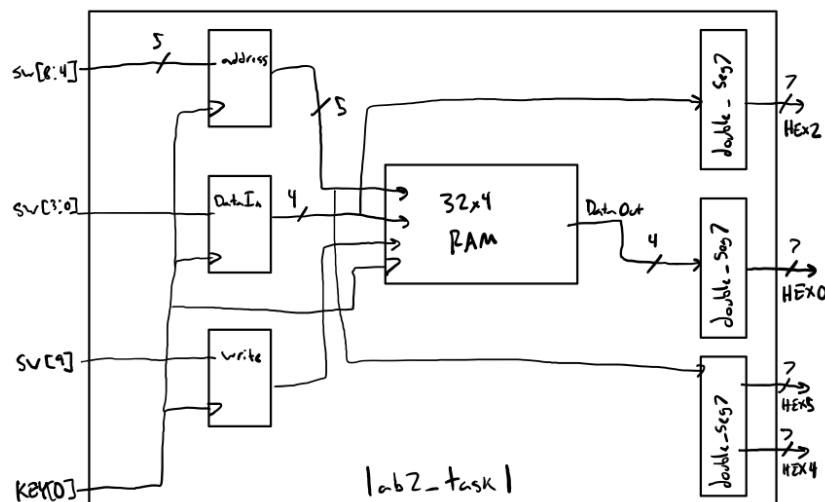 SW[8:4]
5
address
5
double_seg7
7
HEX2
SW[3:0]
DataIn
4
32x4
RAM
DataOut
4
double_seg7
7
HEX0
SW[9]
write
double_seg7
7
HEX5
7
HEX4
KEY[0]
lab2_task1